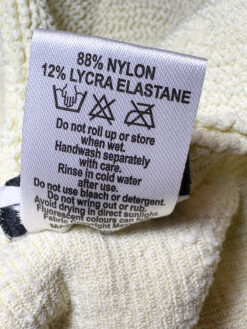 88% NYLON
12% LYCRA ELASTANE
Do not roll up or store
when wet.
Handwash separately
with care.
Rinse in cold water
after use.
Do not use bleach or detergent.
Do not wring out or rub.
Avoid drying in direct sunlight.
Fluorescent colours can
Fabric